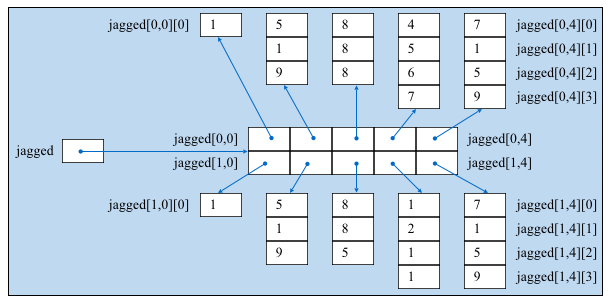 jagged[0,0][0] 1 5 8 4 7 jagged[0,4][0]
1 8 5 1 jagged[0,4][1]
9 8 6 5 jagged[0,4][2]
7 9 jagged[0,4][3]
jagged[0,0] jagged[0,4]
jagged
jagged[1,0] jagged[1,4]
jagged[1,0][0] 1 5 8 1 7 jagged[1,4][0]
1 8 2 1 jagged[1,4][1]
9 5 1 5 jagged[1,4][2]
1 9 jagged[1,4][3]